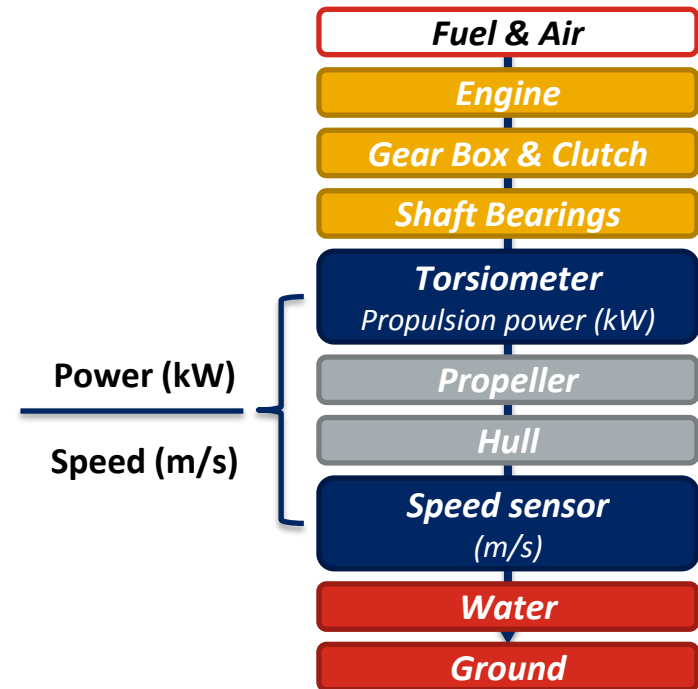 Fuel & Air
Engine
Gear Box & Clutch
Shaft Bearings
Torsiometer
Propulsion power (kW)
Propeller
Hull
Speed sensor
(m/s)
Water
Ground
Power (kW)
Speed (m/s)